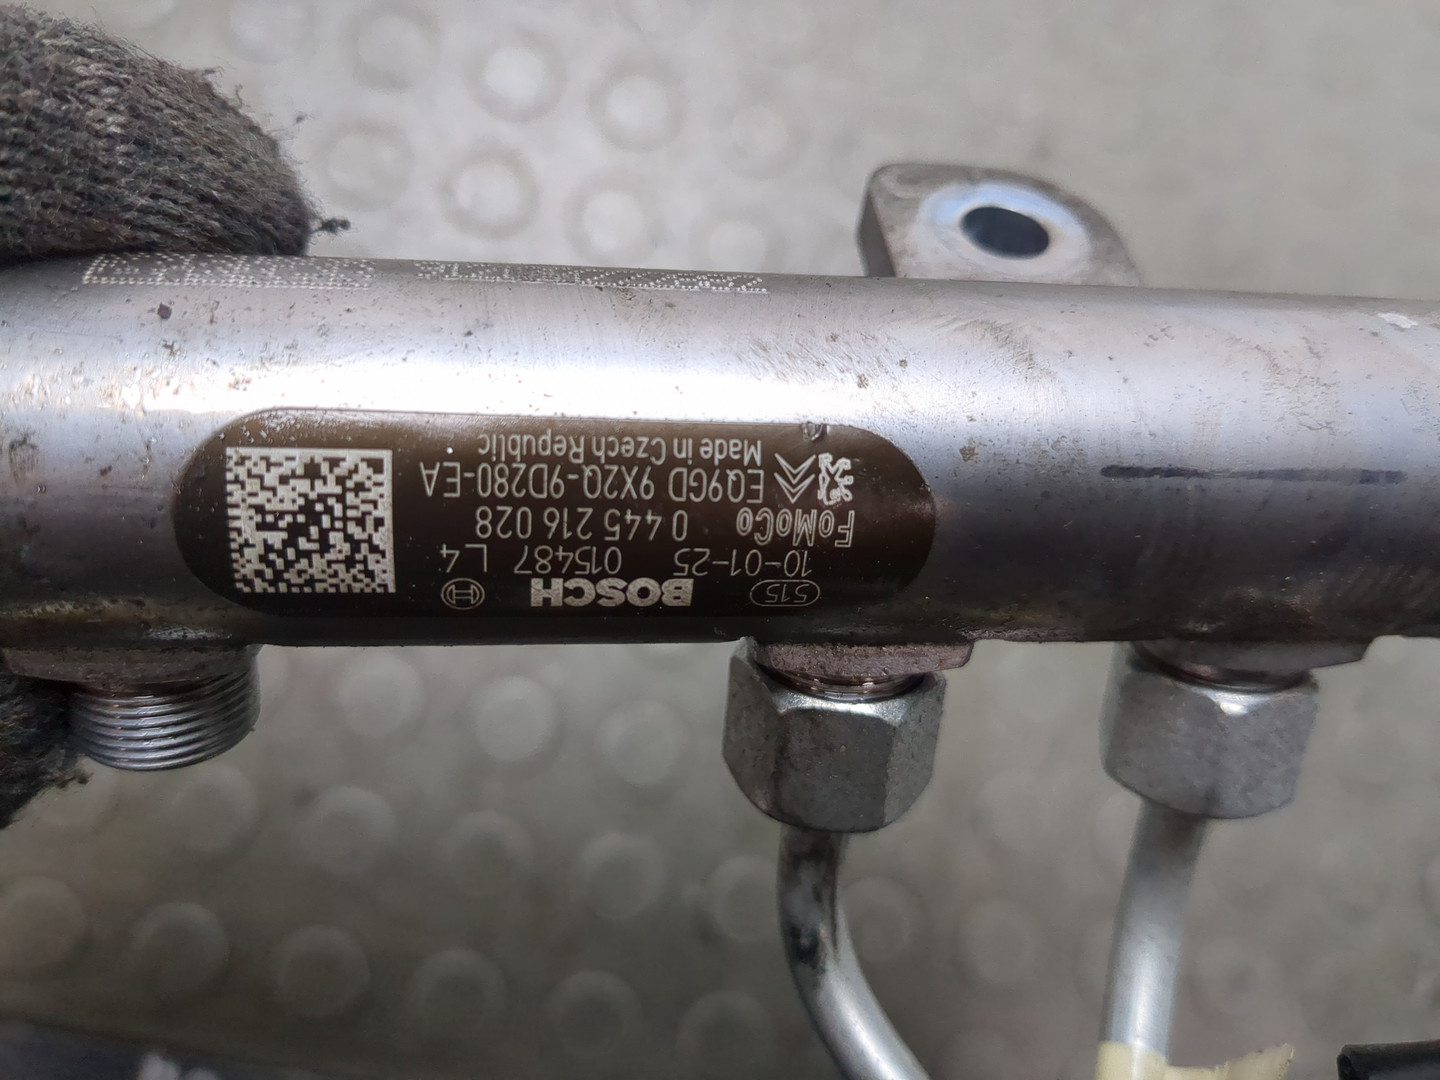 515 BOSCH
10-01-25 015487 L4
FoMoCo 0 445 216 028
EQ9GD 9X2Q-9D280-EA
Made in Czech Republic